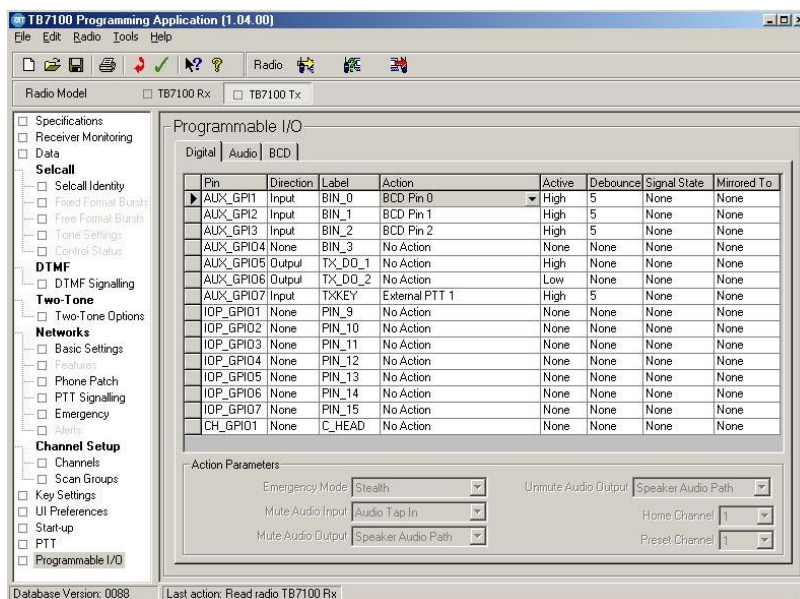 TB7100 Programming Application (1.04.00)
File Edit Radio Tools Help
Radio
Radio Model TB7100 Rx TB7100 Tx
Specifications
Receiver Monitoring
Data
Selcall
Selcall Identity
Fixed Format Bursts
Free Format Bursts
Tone Settings
Control Status
DTMF
DTMF Signalling
Two-Tone
Two-Tone Options
Networks
Basic Settings
Features
Phone Patch
PTT Signalling
Emergency
Alerts
Channel Setup
Channels
Scan Groups
Key Settings
UI Preferences
Start-up
PTT
Programmable I/O
Programmable I/O
Digital Audio BCD
Pin Direction Label Action Active Debounce Signal State Mirrored To
AUX_GPI1 Input BIN_0 BCD Pin 0 High 5 None None
AUX_GPI2 Input BIN_1 BCD Pin 1 High 5 None None
AUX_GPI3 Input BIN_2 BCD Pin 2 High 5 None None
AUX_GPIO4 None BIN_3 No Action None None None None
AUX_GPIO5 Output TX_DO_1 No Action High None None None
AUX_GPIO6 Output TX_DO_2 No Action Low None None None
AUX_GPIO7 Input TXKEY External PTT 1 High 5 None None
IOP_GPIO1 None PIN_9 No Action None None None None
IOP_GPIO2 None PIN_10 No Action None None None None
IOP_GPIO3 None PIN_11 No Action None None None None
IOP_GPIO4 None PIN_12 No Action None None None None
IOP_GPIO5 None PIN_13 No Action None None None None
IOP_GPIO6 None PIN_14 No Action None None None None
IOP_GPIO7 None PIN_15 No Action None None None None
CH_GPIO1 None C_HEAD No Action None None None None
Action Parameters
Emergency Mode Stealth Unmute Audio Output Speaker Audio Path
Mute Audio Input Audio Tap In Home Channel 1
Mute Audio Output Speaker Audio Path Preset Channel 1
Database Version: 0088 Last action: Read radio TB7100 Rx